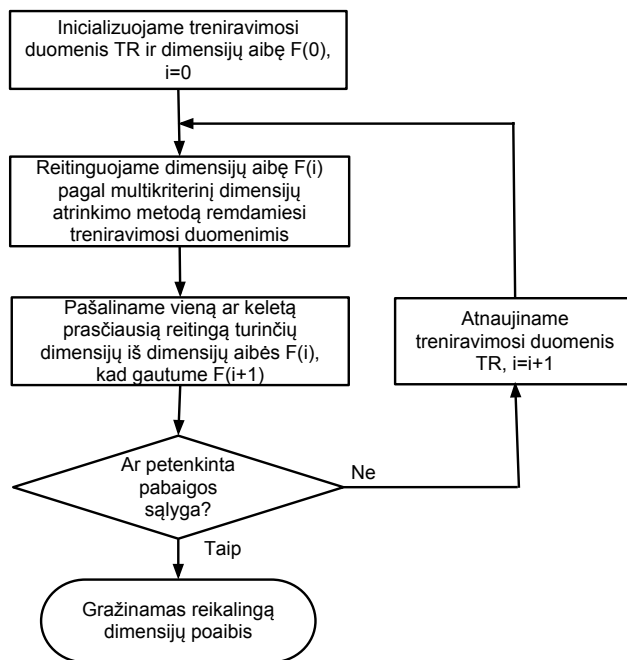 Inicializuojame treniravimosi
duomenis TR ir dimensijų aibę F(0),
i=0
Reitinguojame dimensijų aibę F(i)
pagal multikriterinį dimensijų
atrinkimo metodą remdamiesi
treniravimosi duomenimis
Pašaliname vieną ar keletą
prasčiausią reitingą turinčių
dimensijų iš dimensijų aibės F(i),
kad gautume F(i+1)
Atnaujiname
treniravimosi duomenis
TR, i=i+1
Ar petenkinta
pabaigos
sąlyga?
Ne
Taip
Gražinamas reikalingą
dimensijų poaibis